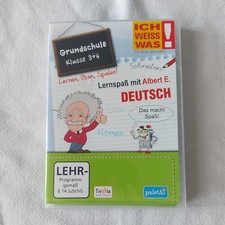 ICH
WEISS
WAS!
Grundschule
Klasse 3+4
Lernen, Üben, Spielen!
Schreiben
Lernspaß mit Albert E.
DEUTSCH
Das macht
Spaß!
Nomen
LEHR-
Programm
gemäß
§ 14 JuSchG